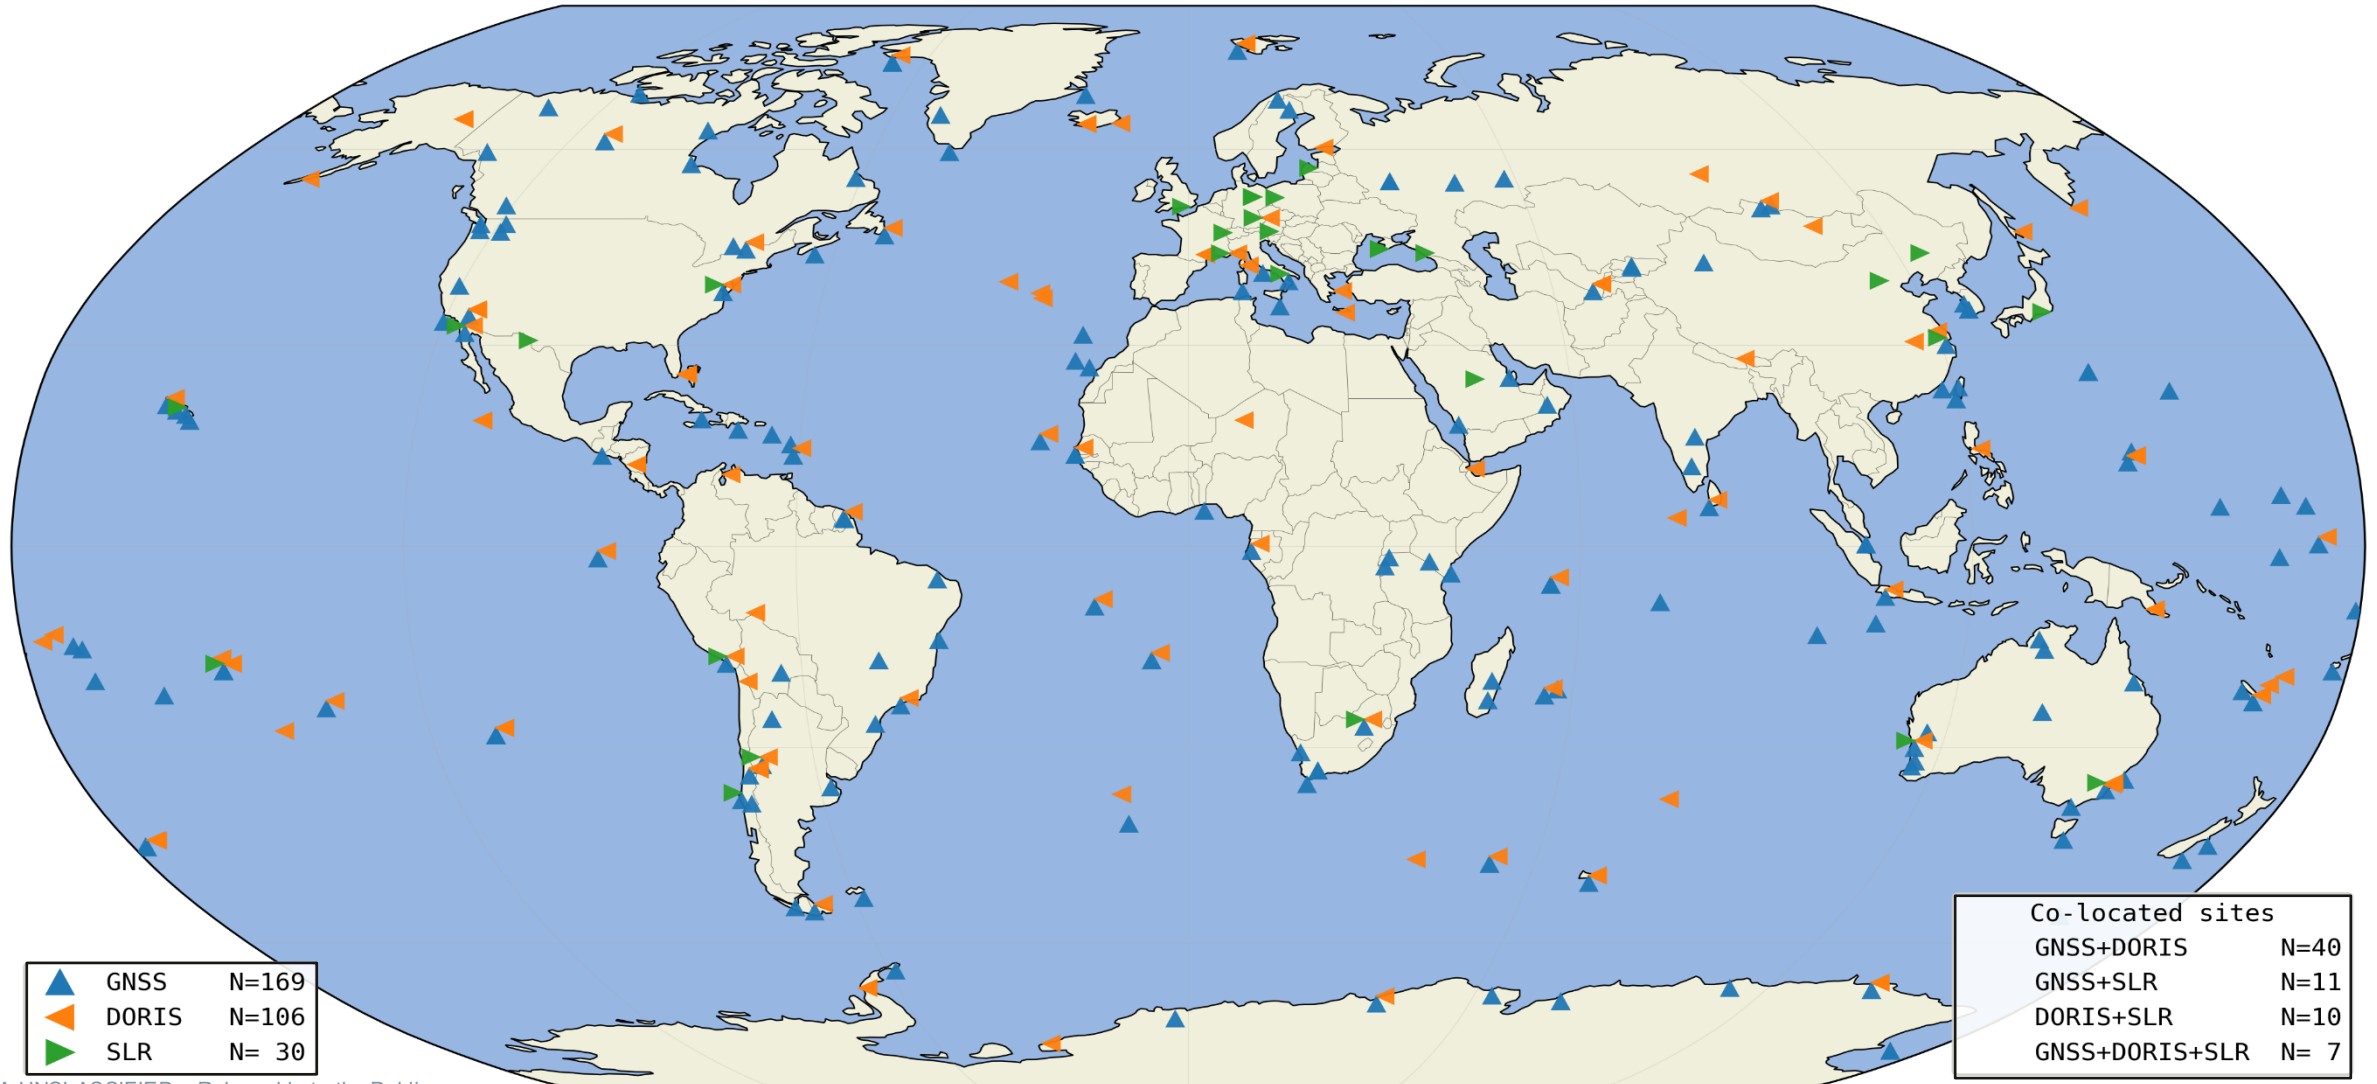 GNSS N=169
DORIS N=106
SLR N= 30
Co-located sites
GNSS+DORIS N=40
GNSS+SLR N=11
DORIS+SLR N=10
GNSS+DORIS+SLR N= 7